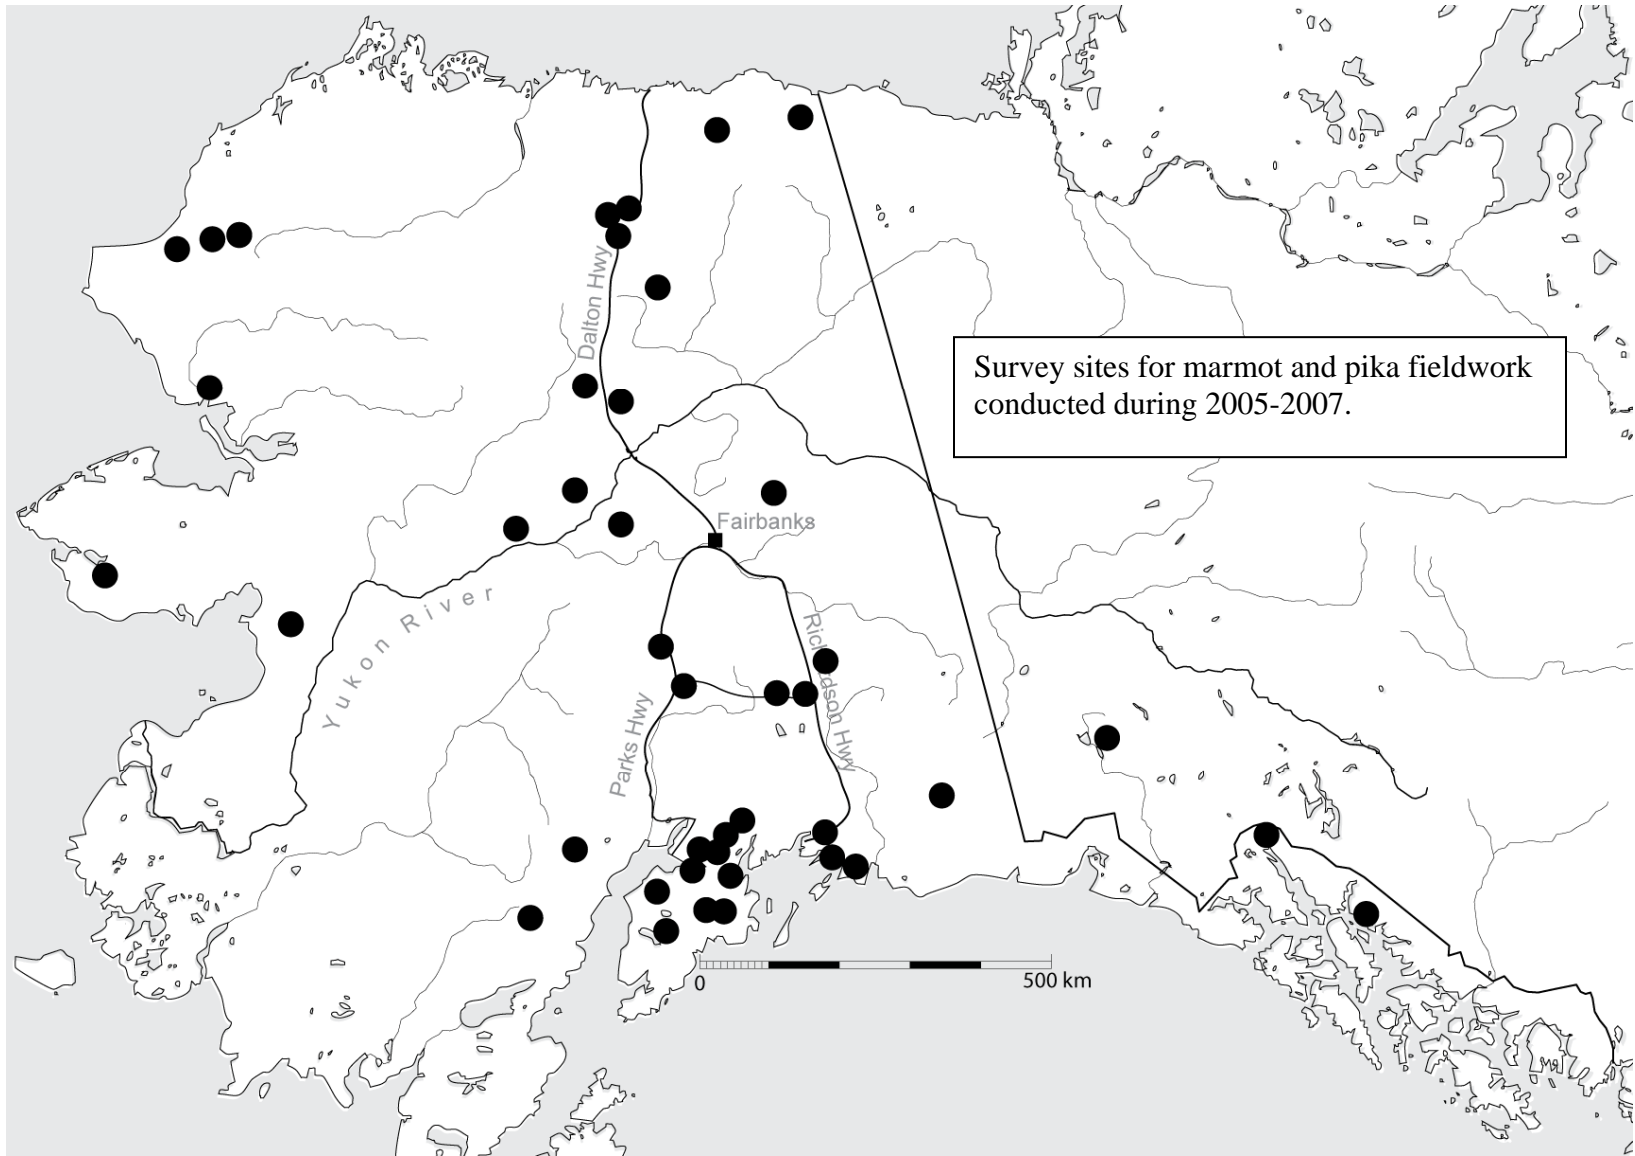 Dalton Hwy
Survey sites for marmot and pika fieldwork
conducted during 2005-2007.
Fairbanks
Yukon River
Richardson Hwy
Parks Hwy
0
500 km